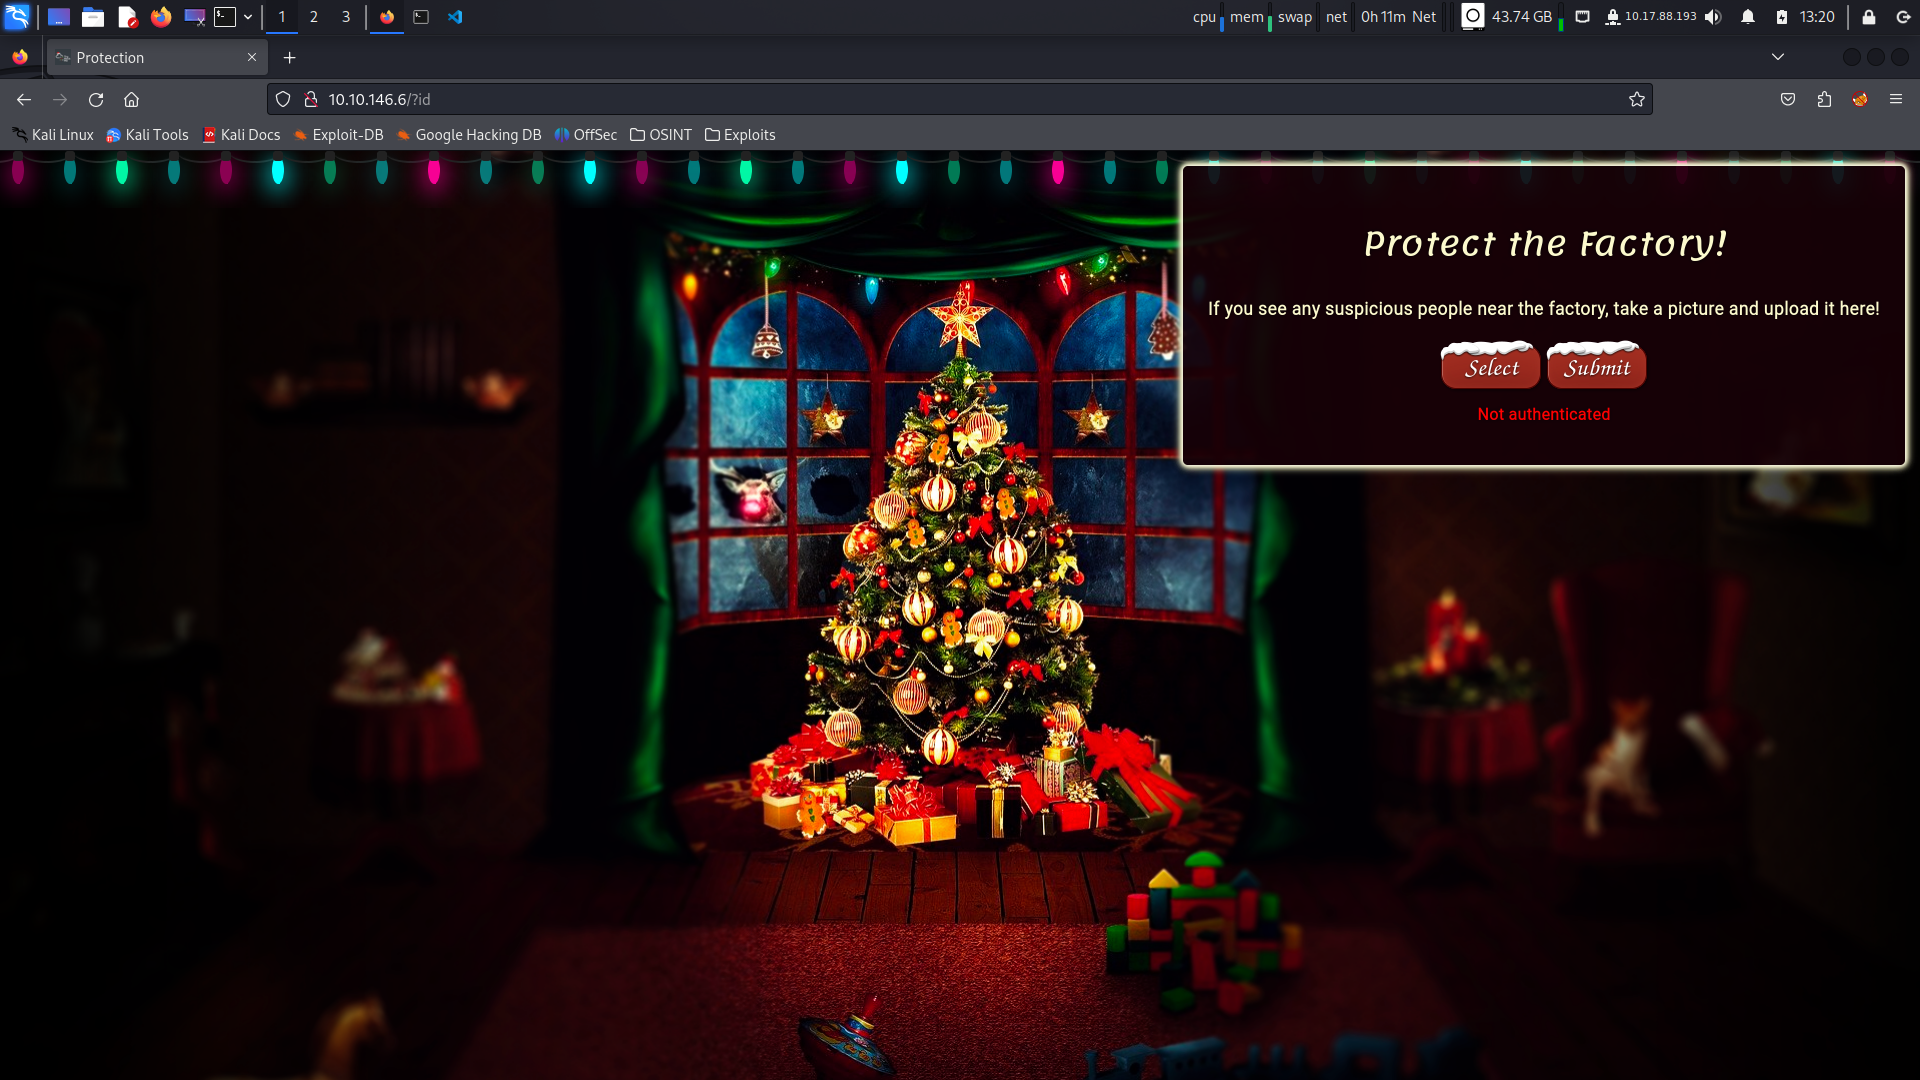 1 2 3
cpu mem swap net 0h 11m Net 43.74 GB 10.17.88.193 13:20
Protection
10.10.146.6/?id
Kali Linux Kali Tools Kali Docs Exploit-DB Google Hacking DB OffSec OSINT Exploits
Protect the Factory!
If you see any suspicious people near the factory, take a picture and upload it here!
Select Submit
Not authenticated